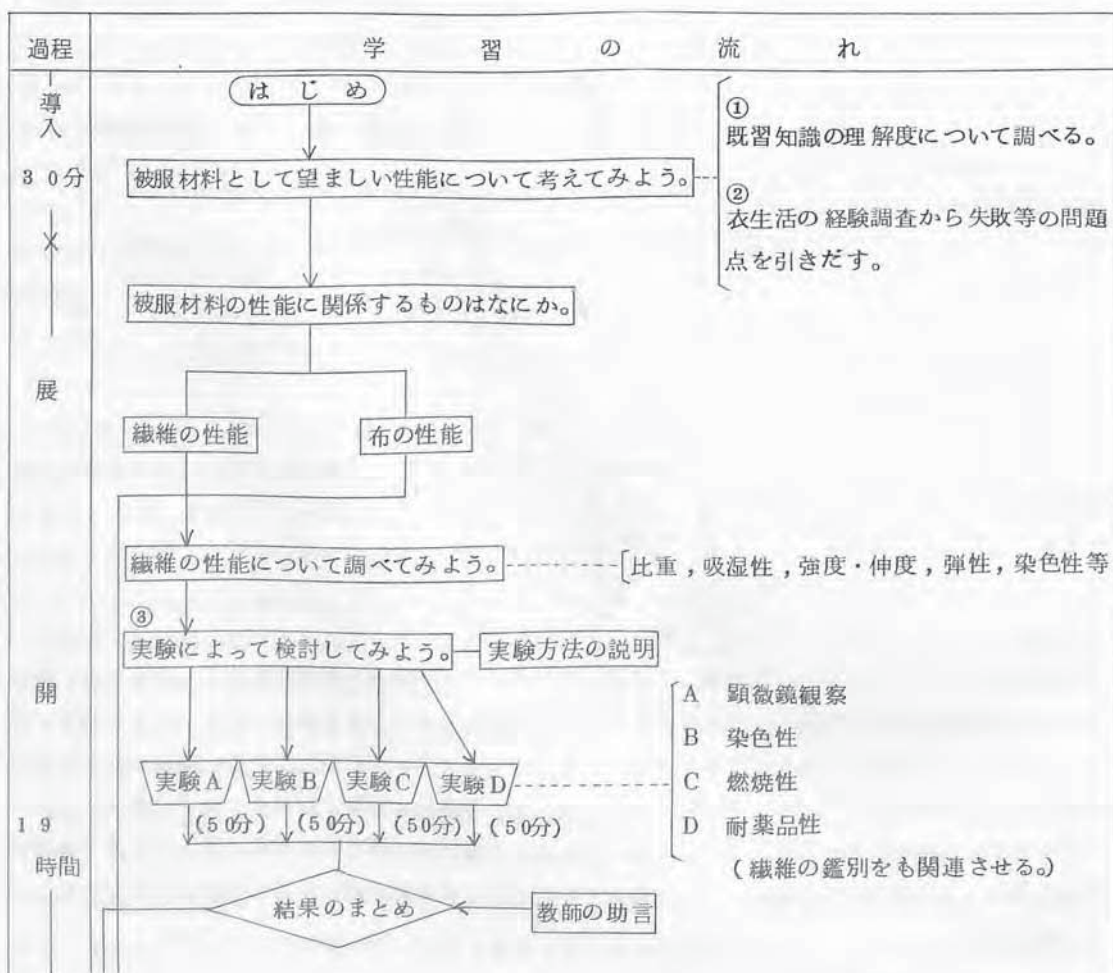 過程 学習の流れ
導入
はじめ
①
既習知識の理解度について調べる。
30分
被服材料として望ましい性能について考えてみよう。
②
衣生活の経験調査から失敗等の問題
点を引きだす。
被服材料の性能に関係するものはなにか。
展
繊維の性能 布の性能
繊維の性能について調べてみよう。 比重,吸湿性,強度・伸度,弾性,染色性等
③
実験によって検討してみよう。 実験方法の説明
開
A 顕微鏡観察
B 染色性
実験A 実験B 実験C 実験D
C 燃焼性
19
(50分) (50分) (50分) (50分)
D 耐薬品性
時間
(繊維の鑑別をも関連させる。)
結果のまとめ 教師の助言